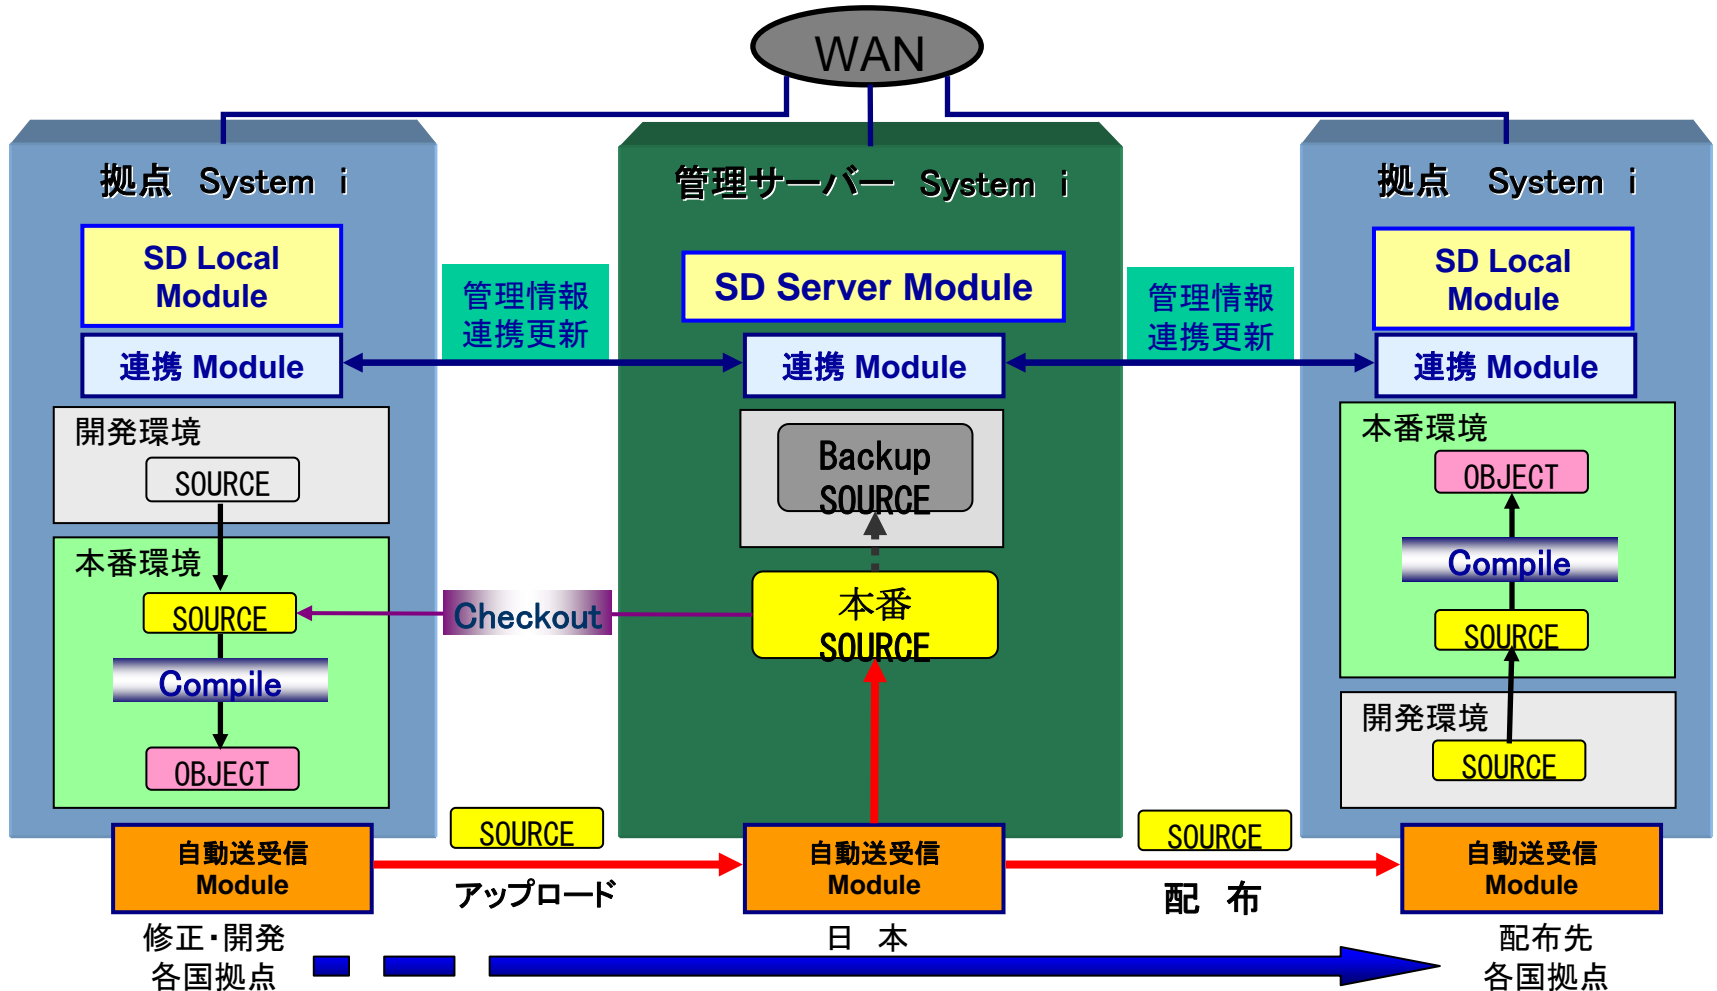 WAN
拠点 System i
SD Local
Module
連携 Module
開発環境
SOURCE
本番環境
SOURCE
Compile
OBJECT
自動送受信
Module
修正・開発
各国拠点
管理情報
連携更新
Checkout
SOURCE
アップロード
管理サーバー System i
SD Server Module
連携 Module
Backup
SOURCE
本番
SOURCE
自動送受信
Module
日 本
管理情報
連携更新
SOURCE
配 布
拠点 System i
SD Local
Module
連携 Module
本番環境
OBJECT
Compile
SOURCE
開発環境
SOURCE
自動送受信
Module
配布先
各国拠点